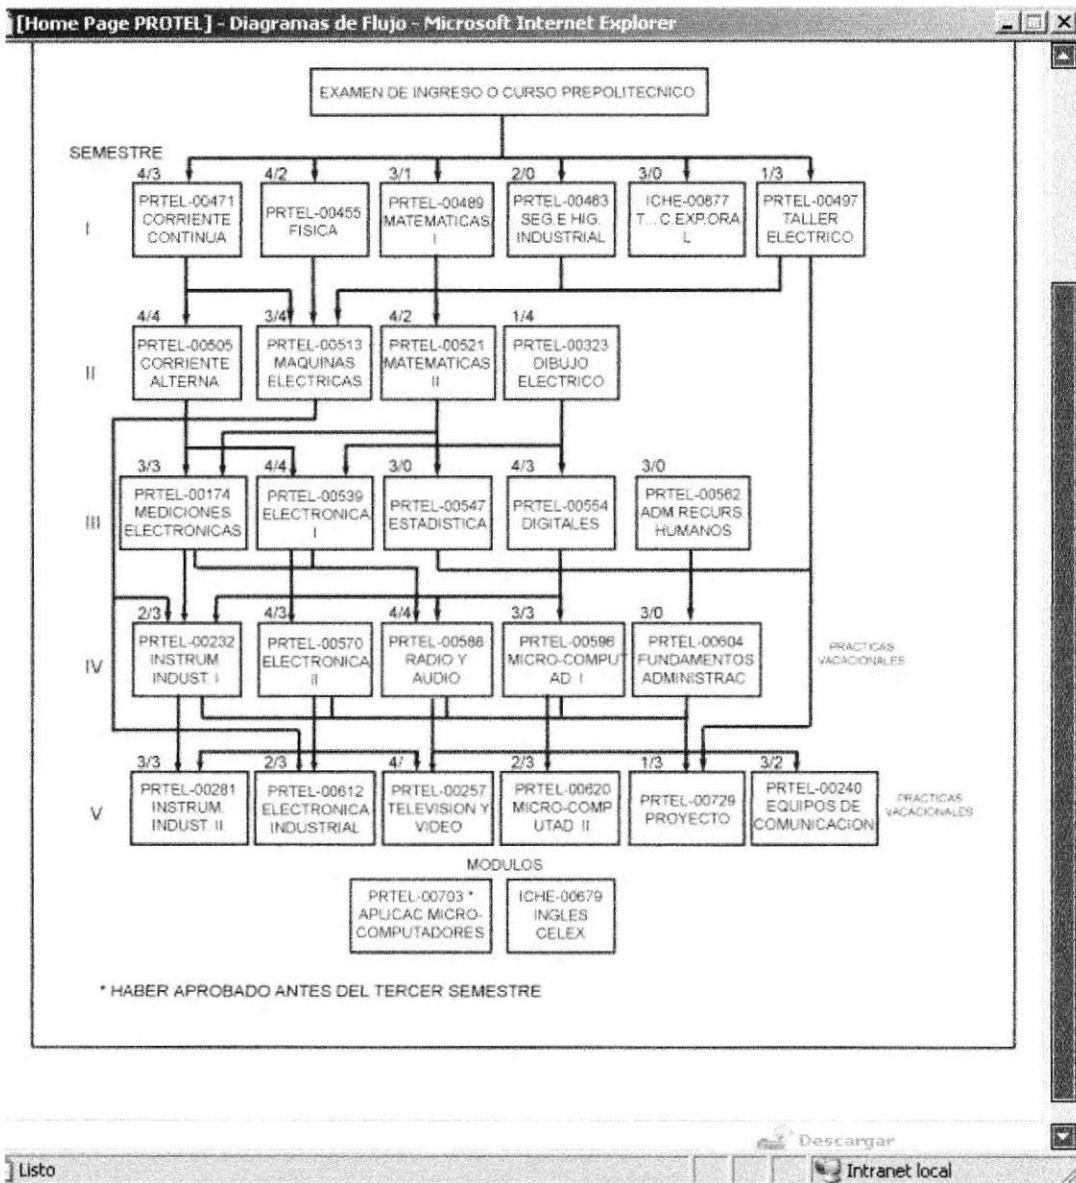 [Home Page PROTEL] - Diagramas de Flujo - Microsoft Internet Explorer
EXAMEN DE INGRESO O CURSO PREPOLITECNICO
SEMESTRE
4/3 4/2 3/1 2/0 3/0 1/3
I
PRTEL-00471
CORRIENTE
CONTINUA
PRTEL-00455
FISICA
PRTEL-00489
MATEMATICAS
I
PRTEL-00463
SEG.E HIG.
INDUSTRIAL
ICHE-00877
T...C.EXP.ORA
L
PRTEL-00497
TALLER
ELECTRICO
4/4 3/4 4/2 1/4
II
PRTEL-00505
CORRIENTE
ALTERNA
PRTEL-00513
MAQUINAS
ELECTRICAS
PRTEL-00521
MATEMATICAS
II
PRTEL-00323
DIBUJO
ELECTRICO
3/3 4/4 3/0 4/3 3/0
III
PRTEL-00174
MEDICIONES
ELECTRONICAS
PRTEL-00539
ELECTRONICA
I
PRTEL-00547
ESTADISTICA
PRTEL-00554
DIGITALES
PRTEL-00562
ADM RECURS
HUMANOS
2/3 4/3 4/4 3/3 3/0
IV
PRTEL-00232
INSTRUM
INDUST. I
PRTEL-00570
ELECTRONICA
II
PRTEL-00588
RADIO Y
AUDIO
PRTEL-00596
MICRO-COMPUT
AD. I
PRTEL-00604
FUNDAMENTOS
ADMINISTRAC
PRACTICAS
VACACIONALES
3/3 2/3 4/ 2/3 1/3 3/2
V
PRTEL-00281
INSTRUM.
INDUST. II
PRTEL-00612
ELECTRONICA
INDUSTRIAL
PRTEL-00257
TELEVISION Y
VIDEO
PRTEL-00620
MICRO-COMP
UTAD II
PRTEL-00729
PROYECTO
PRTEL-00240
EQUIPOS DE
COMUNICACION
PRACTICAS
VACACIONALES
MODULOS
PRTEL-00703 *
APLICAC MICRO-
COMPUTADORES
ICHE-00679
INGLES
CELEX
* HABER APROBADO ANTES DEL TERCER SEMESTRE
Descargar
Listo
Intranet local